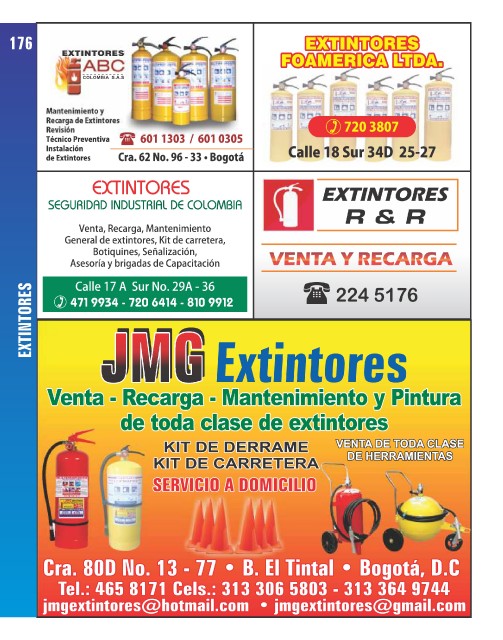 176
EXTINTORES
EXTINTORES
ABC
COLOMBIA S.A.S
Mantenimiento y
Recarga de Extintores
Revisión
Técnico Preventiva
Instalación
de Extintores
601 1303 / 601 0305
Cra. 62 No. 96 - 33 • Bogotá
EXTINTORES
FOAMERICA LTDA.
720 3807
Calle 18 Sur 34D 25-27
EXTINTORES
SEGURIDAD INDUSTRIAL DE COLOMBIA
Venta, Recarga, Mantenimiento
General de extintores, Kit de carretera,
Botiquines, Señalización,
Asesoría y brigadas de Capacitación
Calle 17 A Sur No. 29A - 36
471 9934 - 720 6414 - 810 9912
EXTINTORES
R & R
VENTA Y RECARGA
224 5176
JMG Extintores
Venta - Recarga - Mantenimiento y Pintura
de toda clase de extintores
KIT DE DERRAME
KIT DE CARRETERA
SERVICIO A DOMICILIO
VENTA DE TODA CLASE
DE HERRAMIENTAS
Cra. 80D No. 13 - 77 • B. El Tintal • Bogotá, D.C
Tel.: 465 8171 Cels.: 313 306 5803 - 313 364 9744
jmgextintores@hotmail.com • jmgextintores@gmail.com